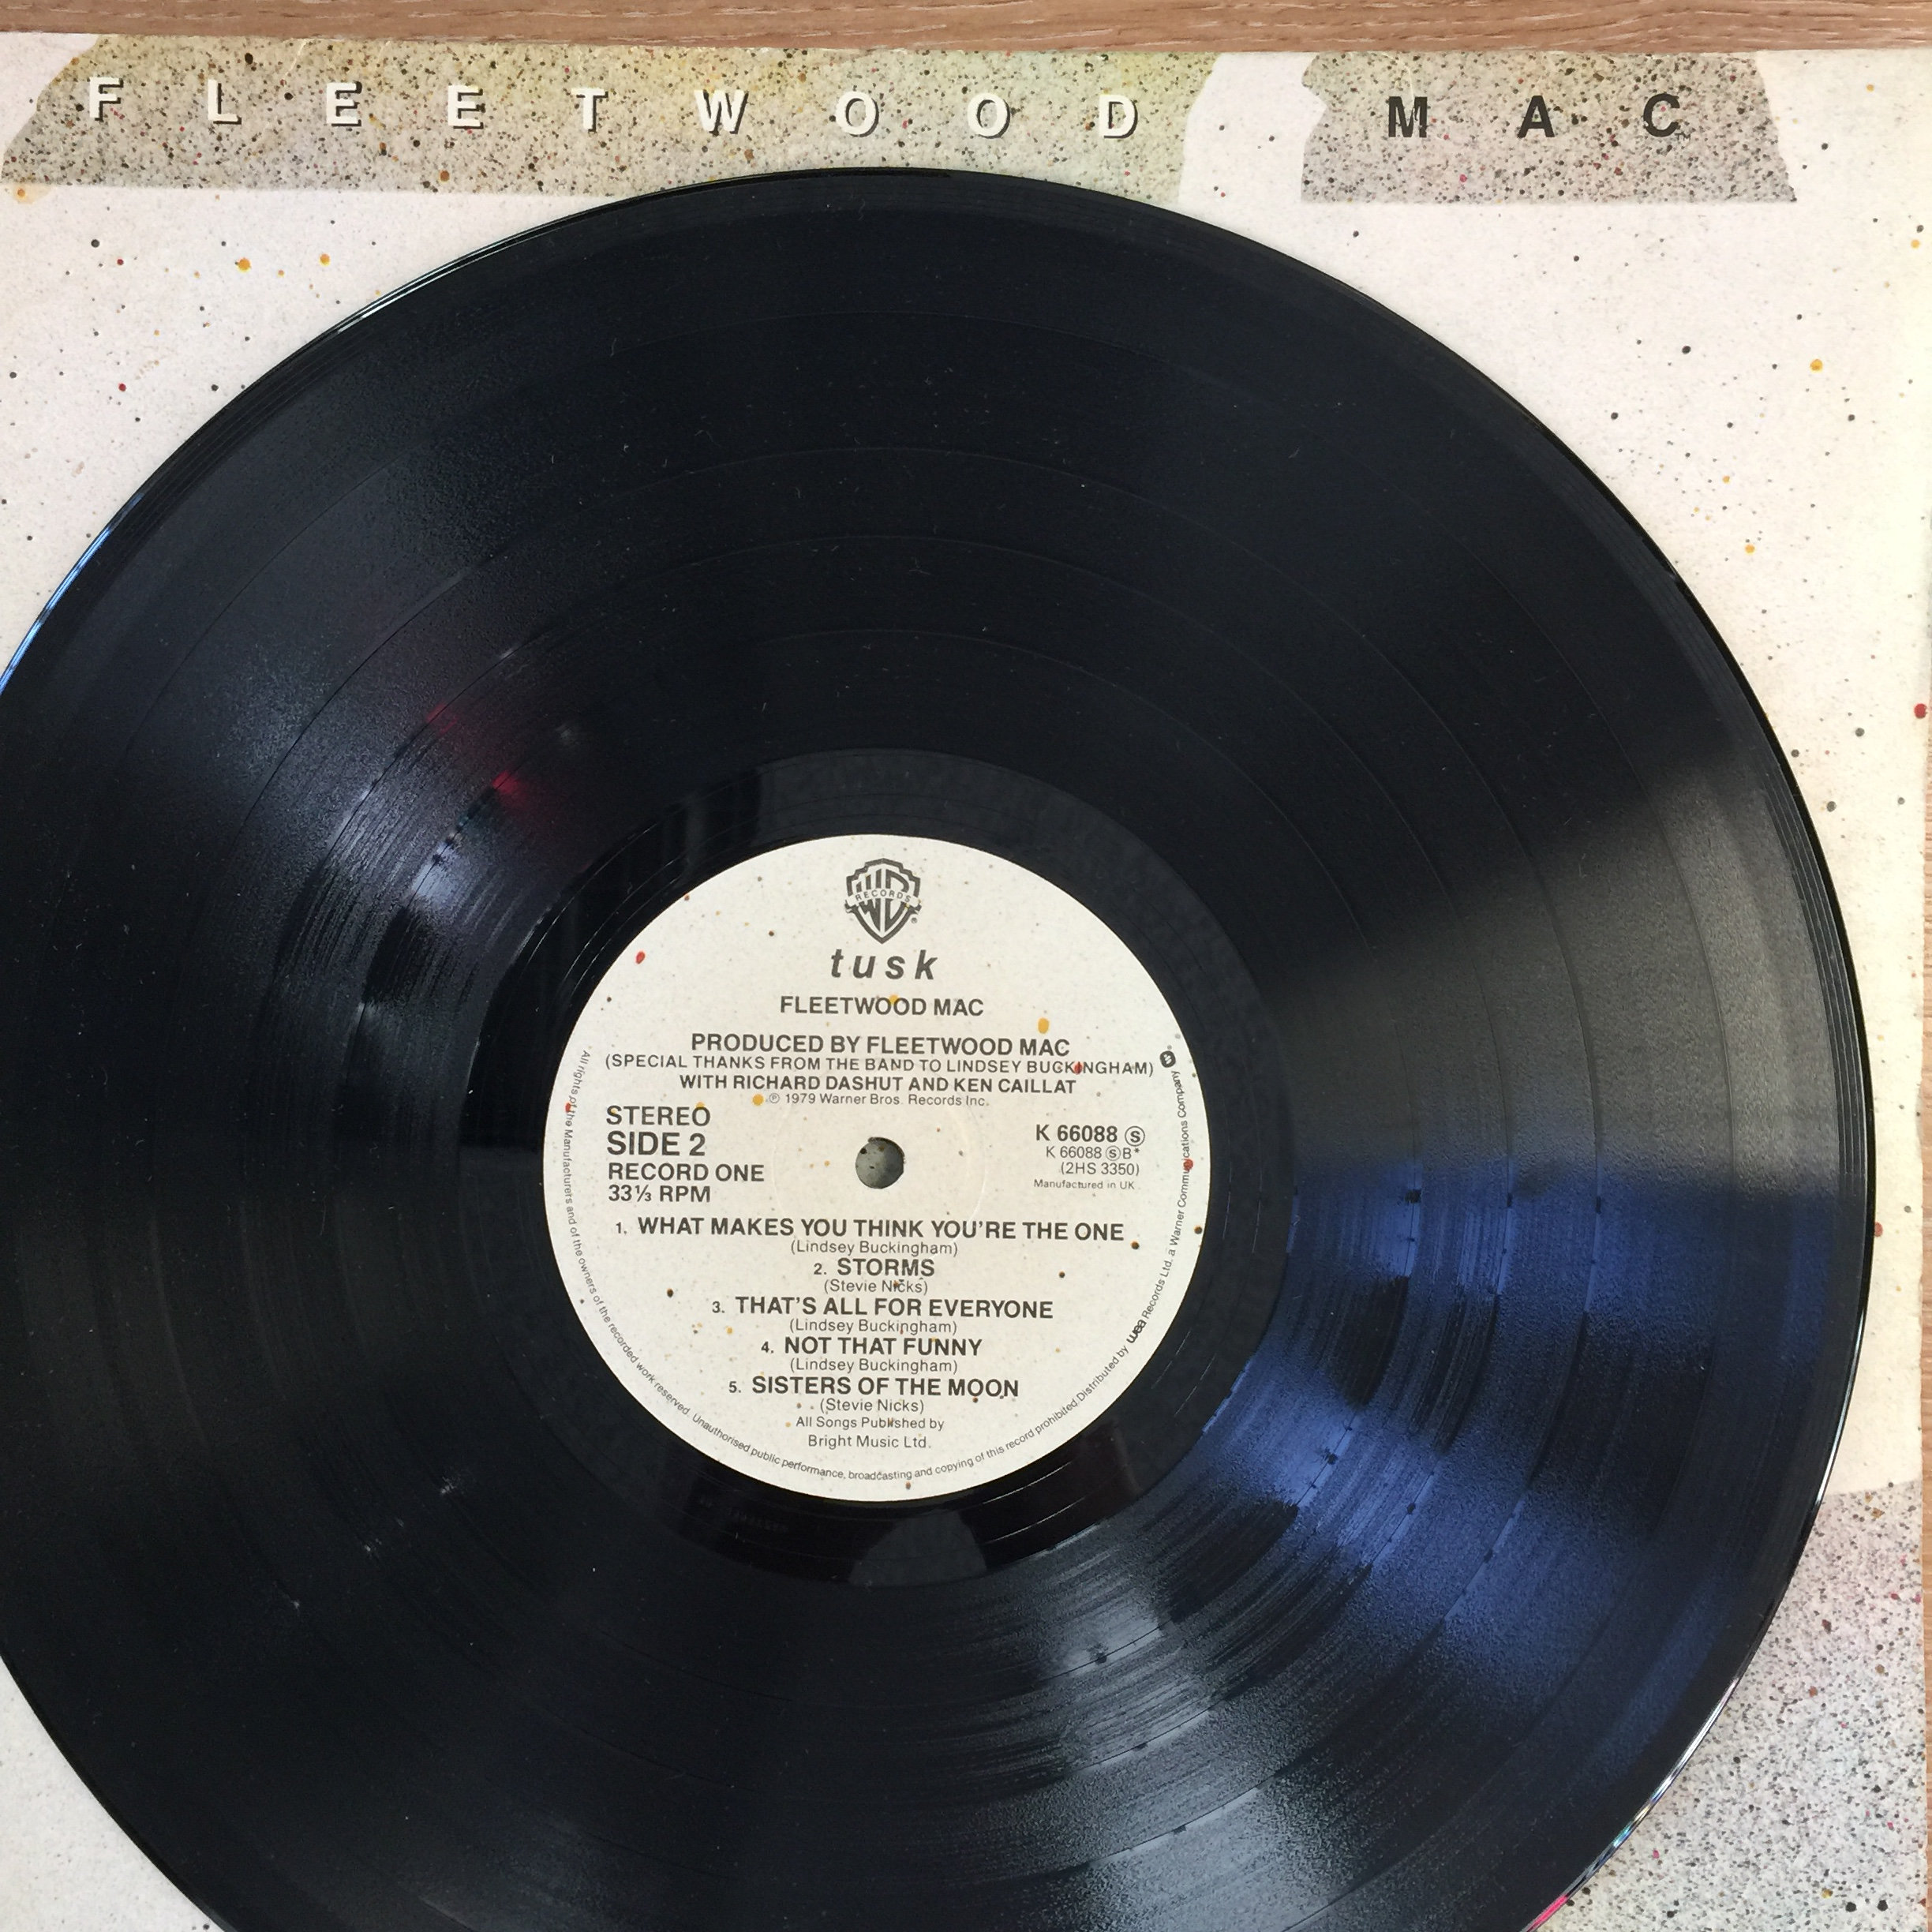 FLEETWOOD MAC
RECORDS
tusk
FLEETWOOD MAC
PRODUCED BY FLEETWOOD MAC
(SPECIAL THANKS FROM THE BAND TO LINDSEY BUCKINGHAM)
WITH RICHARD DASHUT AND KEN CAILLAT
℗ 1979 Warner Bros. Records Inc.
STEREO
SIDE 2
RECORD ONE
33⅓ RPM
K 66088 Ⓢ
K 66088 ⓈB*
(2HS 3350)
Manufactured in UK
1. WHAT MAKES YOU THINK YOU'RE THE ONE
(Lindsey Buckingham)
2. STORMS
(Stevie Nicks)
3. THAT'S ALL FOR EVERYONE
(Lindsey Buckingham)
4. NOT THAT FUNNY
(Lindsey Buckingham)
5. SISTERS OF THE MOON
(Stevie Nicks)
All Songs Published by
Bright Music Ltd.
All rights of the Manufacturers and of the owners of the recorded work reserved. Unauthorised public performance, broadcasting and copying of this record prohibited. Distributed by wea Records Ltd. a Warner Communications Company